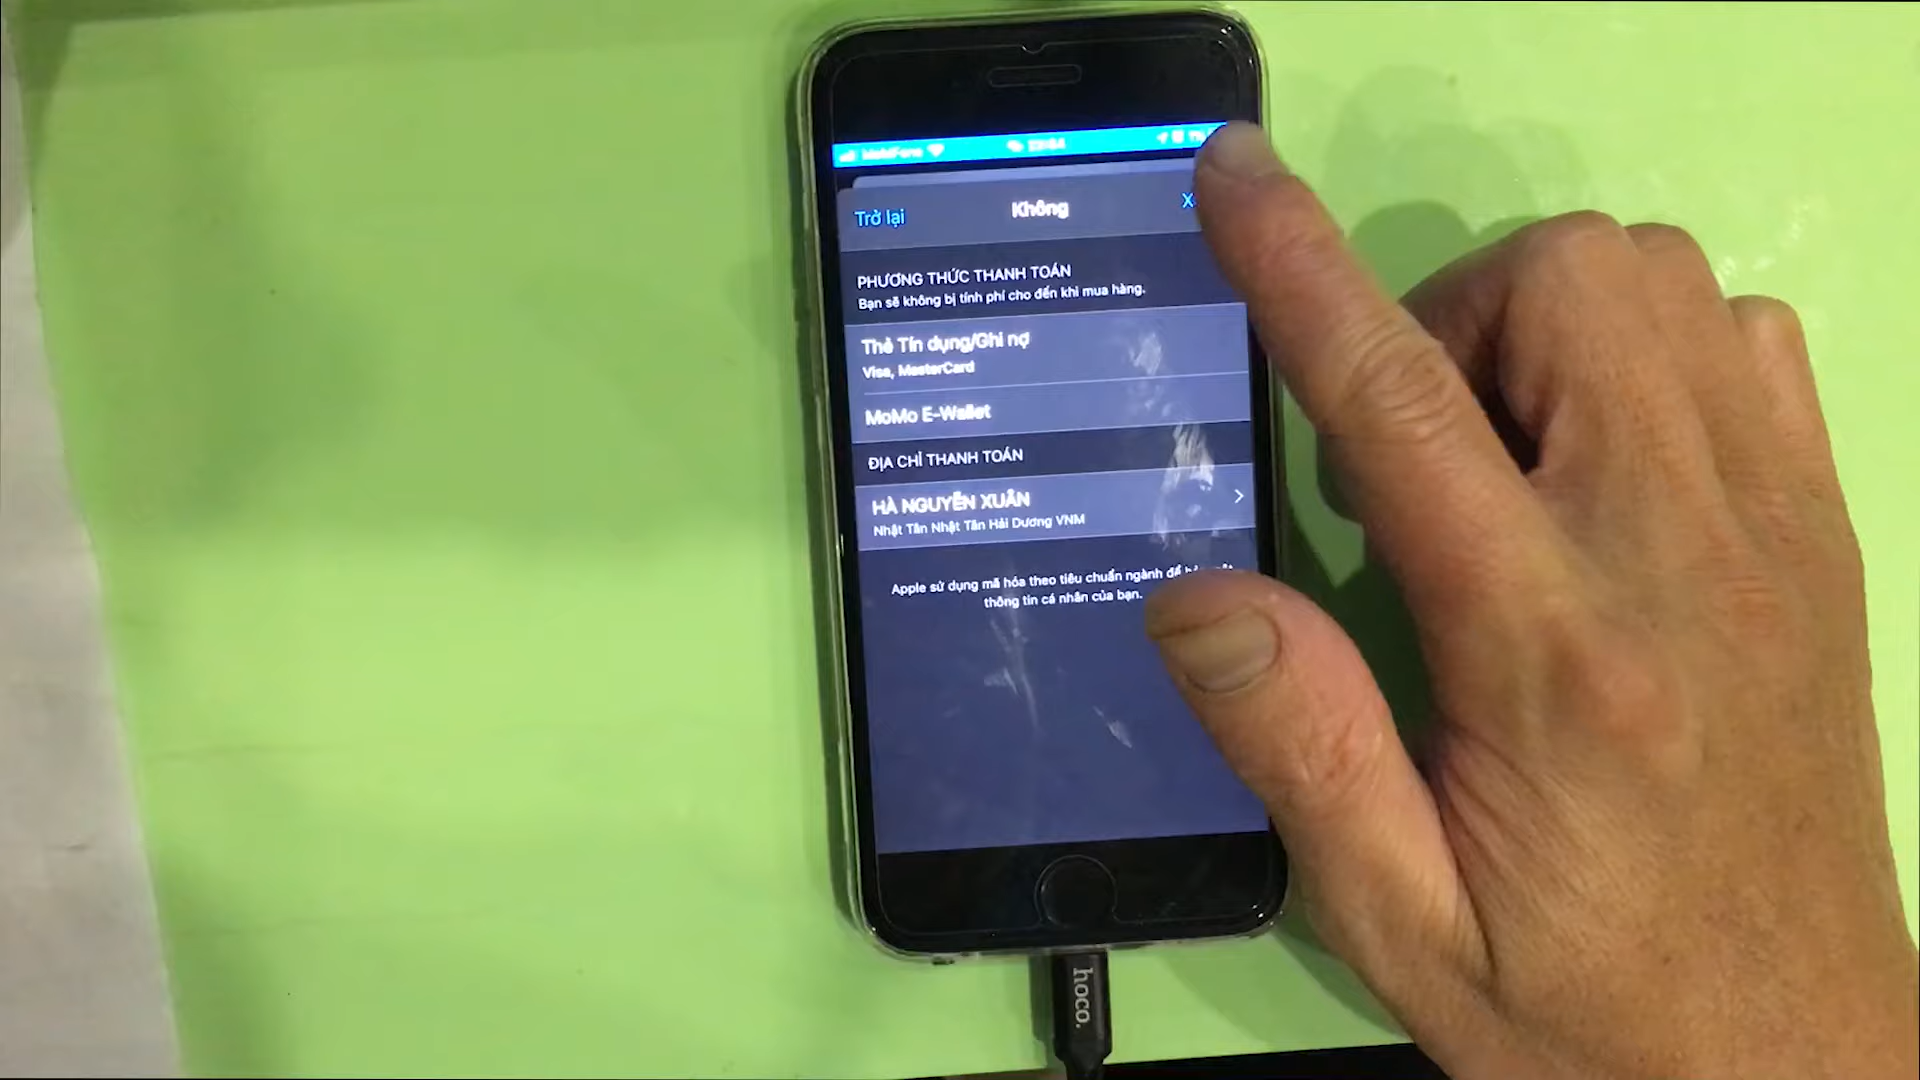 MobiFone
Trở lại
Không
PHƯƠNG THỨC THANH TOÁN
Bạn sẽ không bị tính phí cho đến khi mua hàng.
Thẻ Tín dụng/Ghi nợ
Visa, MasterCard
MoMo E-Wallet
ĐỊA CHỈ THANH TOÁN
HÀ NGUYỄN XUÂN
Nhật Tân Nhật Tân Hải Dương VNM
Apple sử dụng mã hóa theo tiêu chuẩn ngành để
thông tin cá nhân của bạn.
hoco.